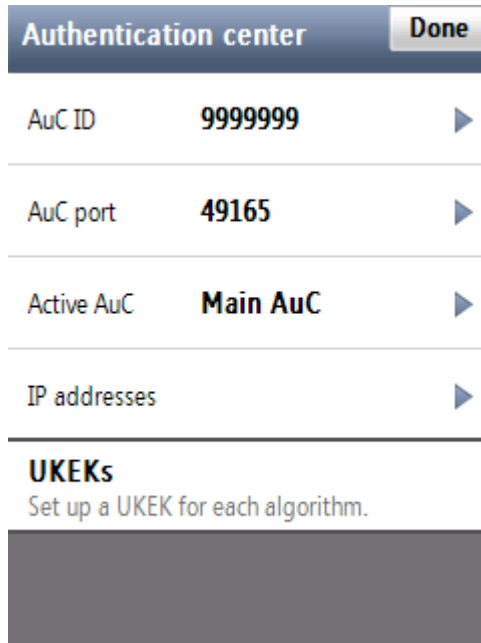 Authentication center Done
AuC ID 9999999
AuC port 49165
Active AuC Main AuC
IP addresses
UKEKs
Set up a UKEK for each algorithm.